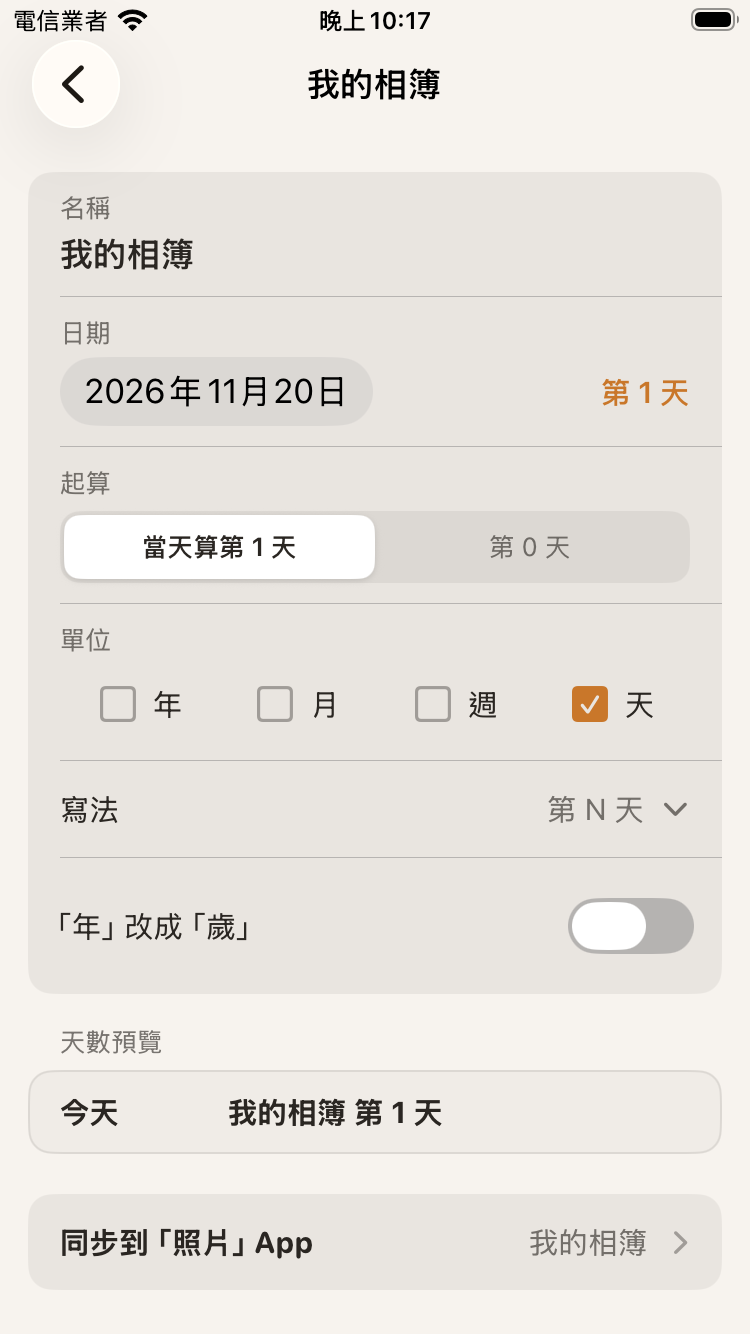 電信業者 晚上10:17
我的相簿
名稱
我的相簿
日期
2026年11月20日 第 1 天
起算
當天算第 1 天 第 0 天
單位
年 月 週 天
寫法 第 N 天
「年」改成「歲」
天數預覽
今天 我的相簿 第 1 天
同步到「照片」App 我的相簿